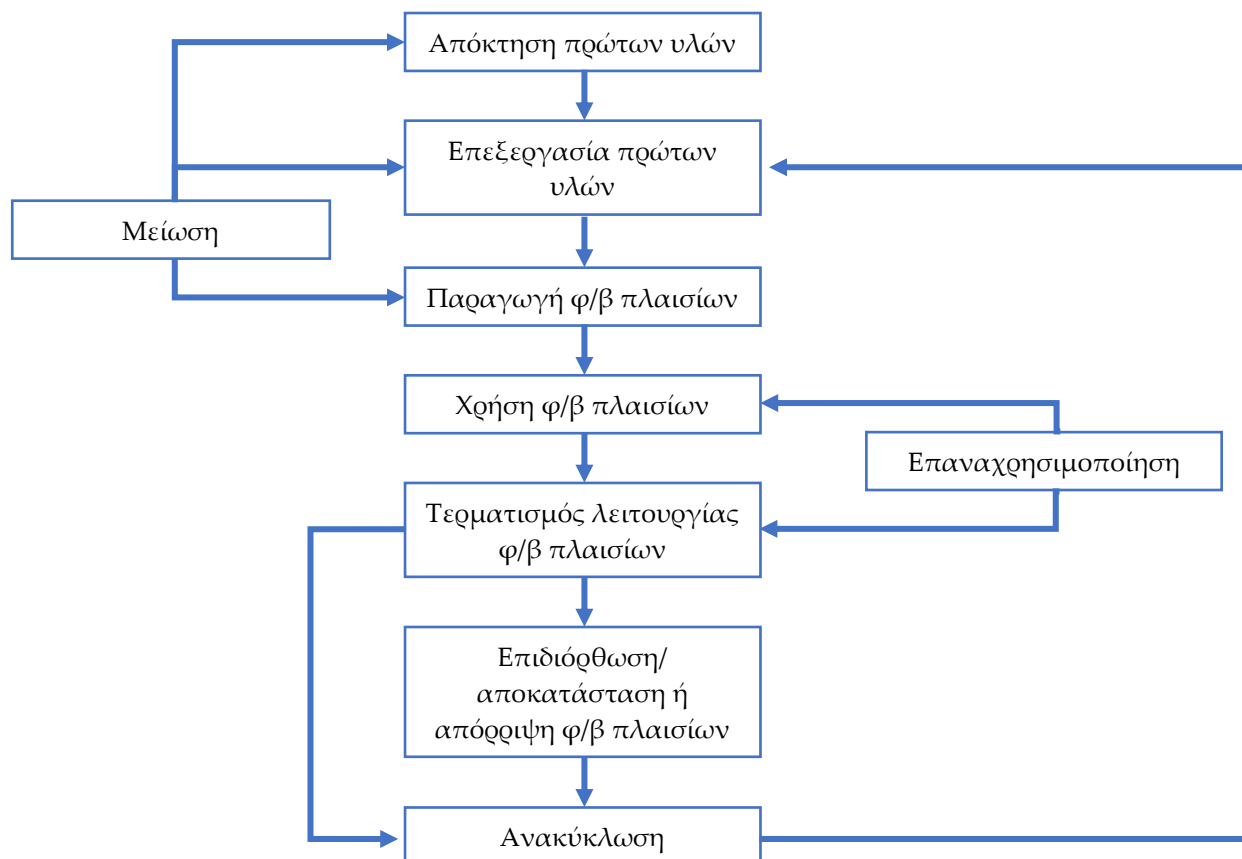 Απόκτηση πρώτων υλών
Επεξεργασία πρώτων
υλών
Μείωση
Παραγωγή φ/β πλαισίων
Χρήση φ/β πλαισίων
Επαναχρησιμοποίηση
Τερματισμός λειτουργίας
φ/β πλαισίων
Επιδιόρθωση/
αποκατάσταση ή
απόρριψη φ/β πλαισίων
Ανακύκλωση